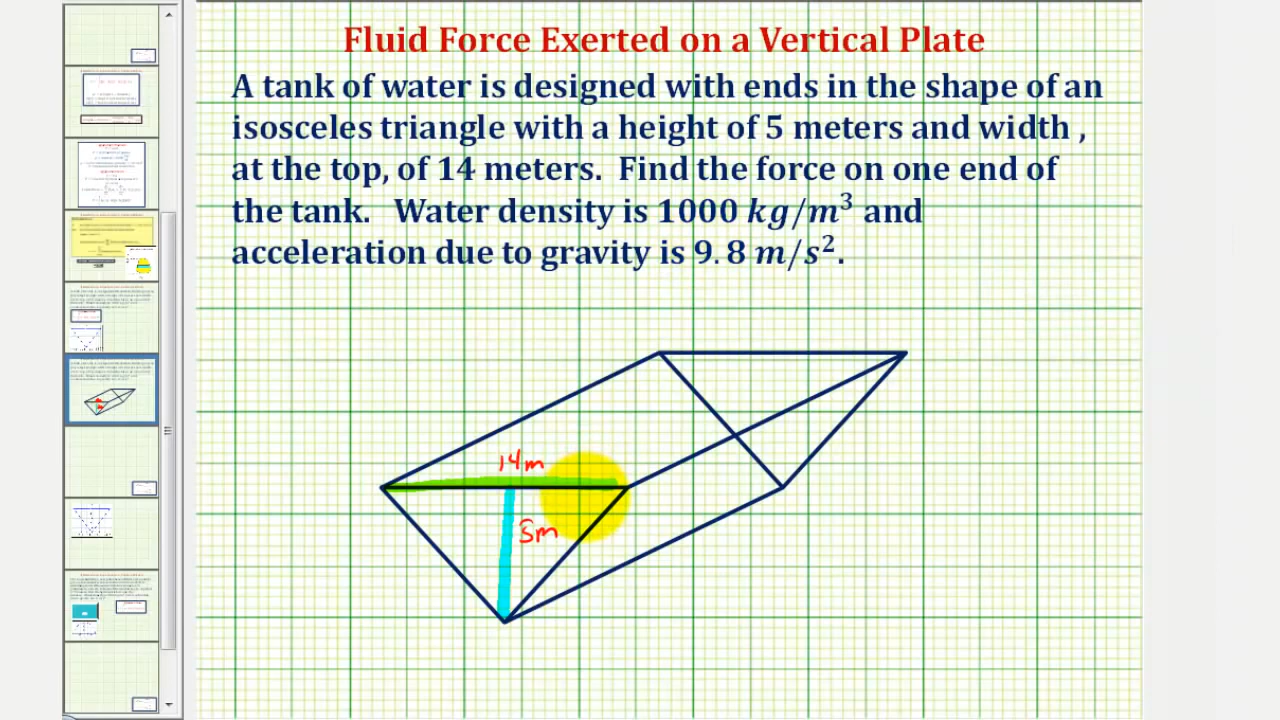 Fluid Force Exerted on a Vertical Plate
A tank of water is designed with ends in the shape of an
isosceles triangle with a height of 5 meters and width ,
at the top, of 14 meters. Find the force on one end of
the tank. Water density is 1000 kg/m³ and
acceleration due to gravity is 9.8 m/s².
14m
5m